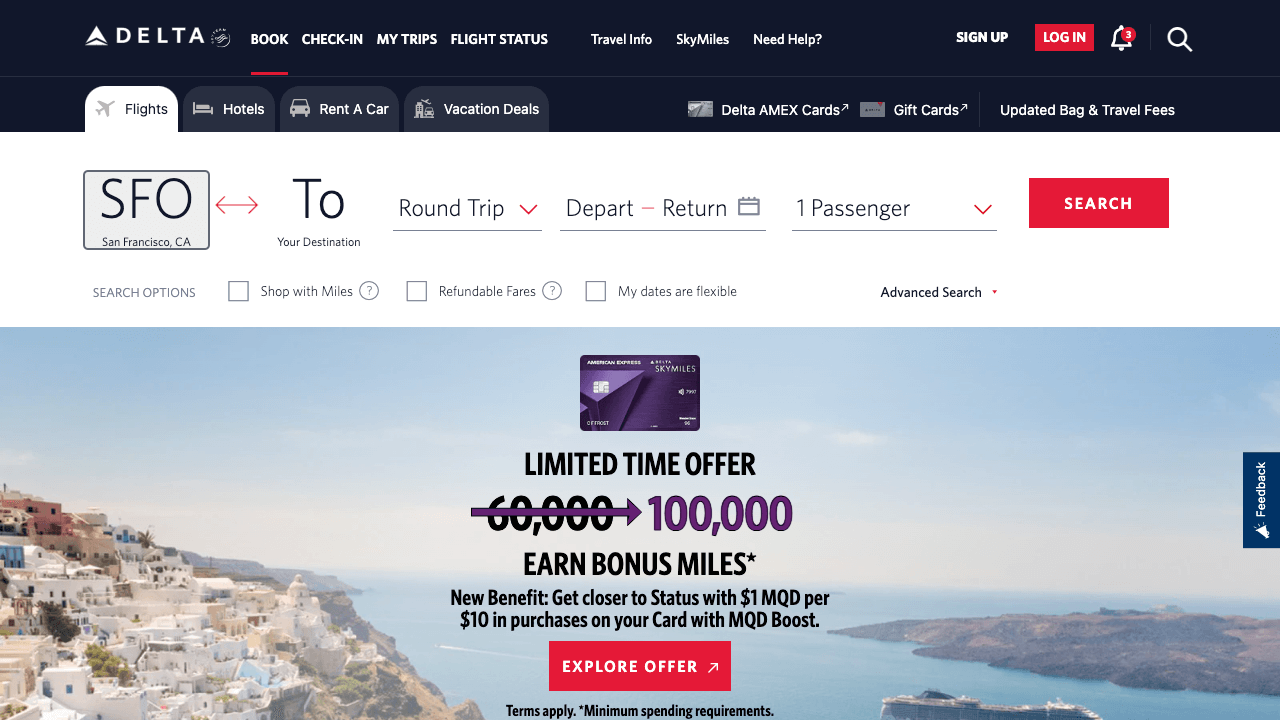 DELTA
BOOK CHECK-IN MY TRIPS FLIGHT STATUS Travel Info SkyMiles Need Help? SIGN UP LOG IN 3
Flights Hotels Rent A Car Vacation Deals Delta AMEX Cards Gift Cards Updated Bag & Travel Fees
SFO To Round Trip Depart – Return 1 Passenger SEARCH
San Francisco, CA Your Destination
SEARCH OPTIONS Shop with Miles ? Refundable Fares ? My dates are flexible Advanced Search
AMERICAN EXPRESS DELTA
SKYMILES
LIMITED TIME OFFER
60,000 100,000
EARN BONUS MILES*
New Benefit: Get closer to Status with $1 MQD per
$10 in purchases on your Card with MQD Boost.
EXPLORE OFFER
Terms apply. *Minimum spending requirements.
Feedback